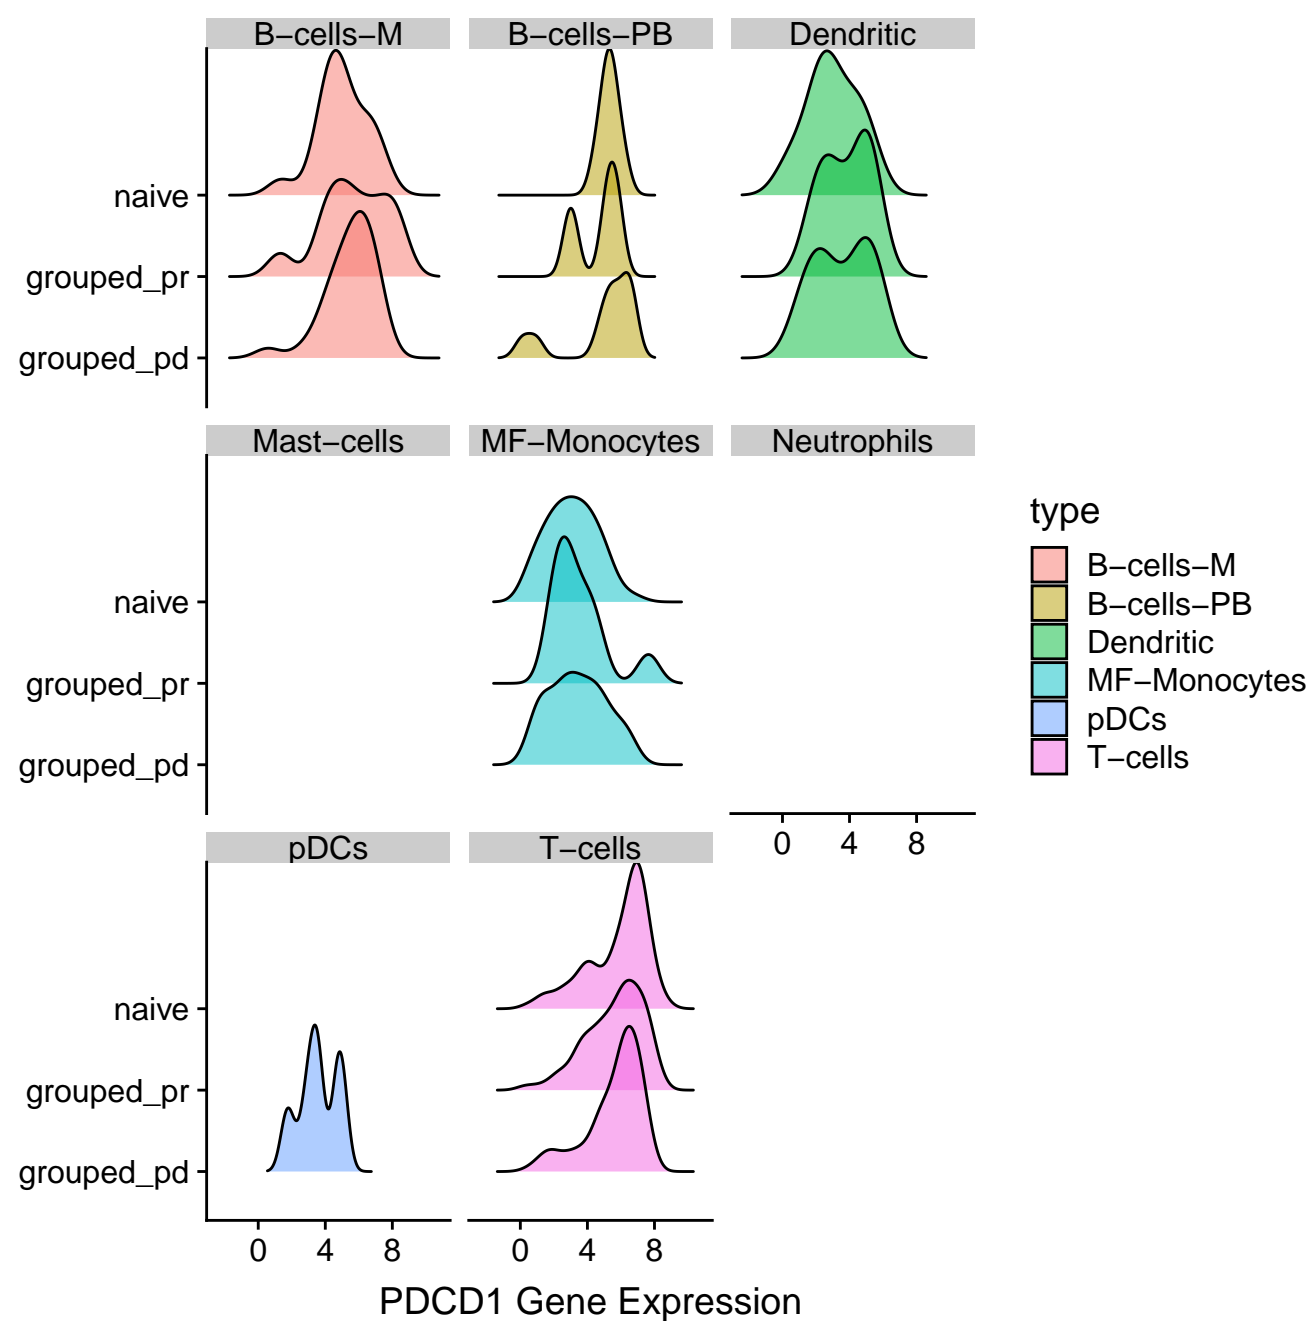 B−cells−M
B−cells−PB
Dendritic
naive
grouped_pr
grouped_pd
Mast−cells
MF−Monocytes
Neutrophils
naive
grouped_pr
grouped_pd
0 4 8
type
B−cells−M
B−cells−PB
Dendritic
MF−Monocytes
pDCs
T−cells
pDCs
T−cells
naive
grouped_pr
grouped_pd
0 4 8
0 4 8
PDCD1 Gene Expression